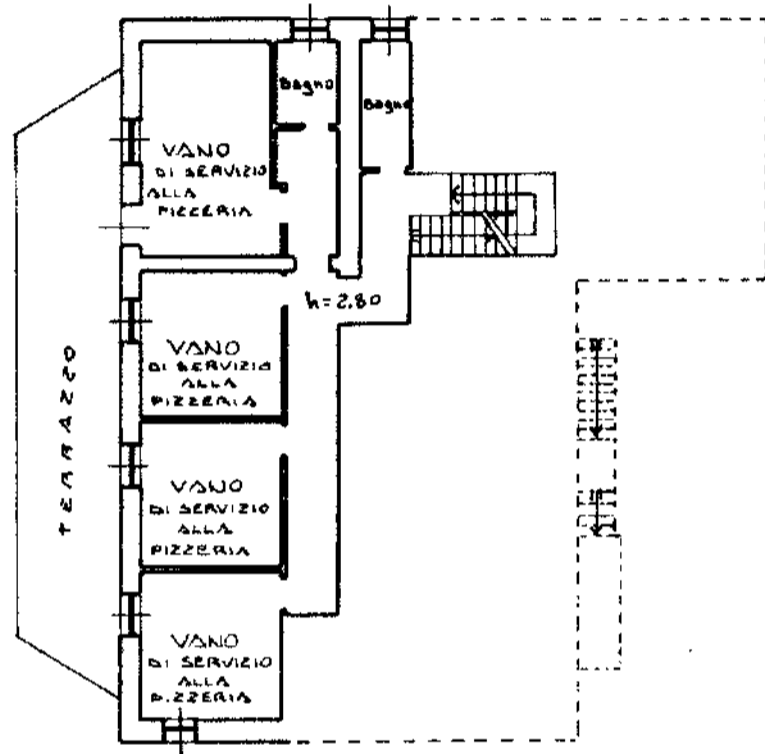 Bagno
Bagno
VANO
DI SERVIZIO
ALLA
PIZZERIA
h=2.80
VANO
DI SERVIZIO
ALLA
PIZZERIA
TERRAZZO
VANO
DI SERVIZIO
ALLA
PIZZERIA
VANO
DI SERVIZIO
ALLA
PIZZERIA